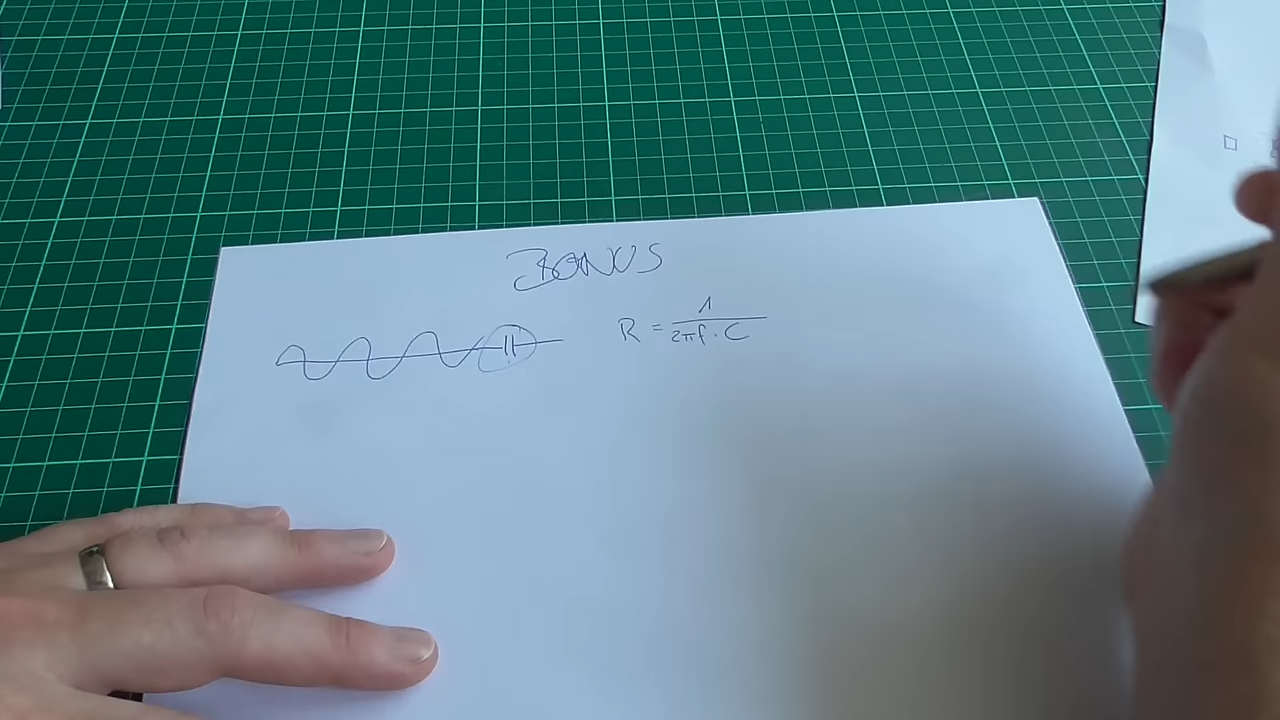 BONUS
R = 1/(2πf · C)